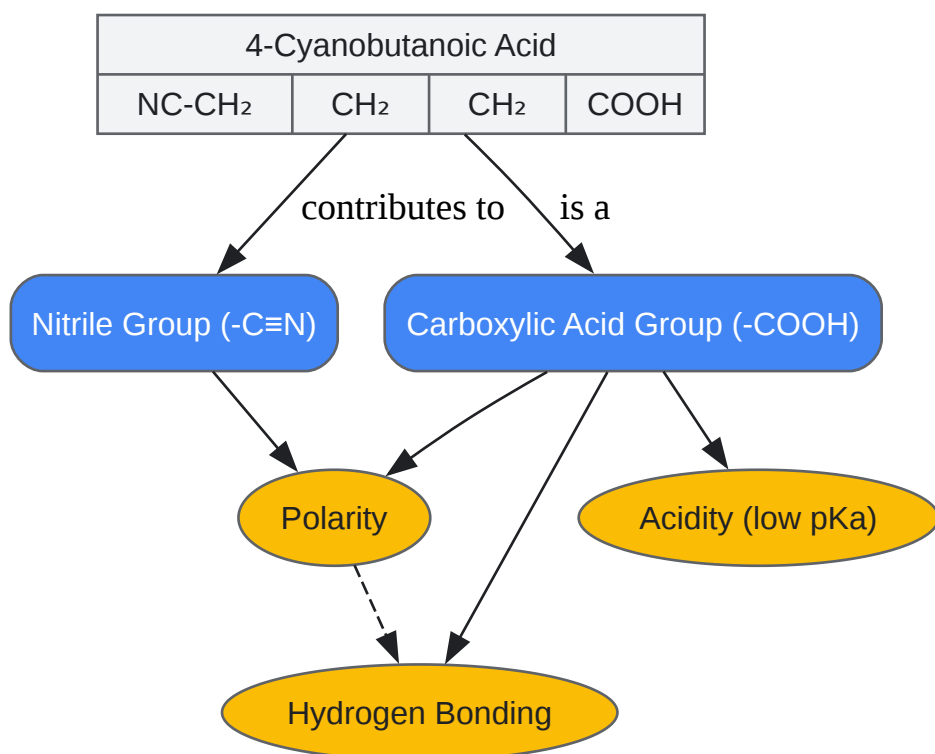 4-Cyanobutanoic Acid
NC-CH₂ CH₂ CH₂ COOH
contributes to is a
Nitrile Group (-C≡N) Carboxylic Acid Group (-COOH)
Polarity Acidity (low pKa)
Hydrogen Bonding